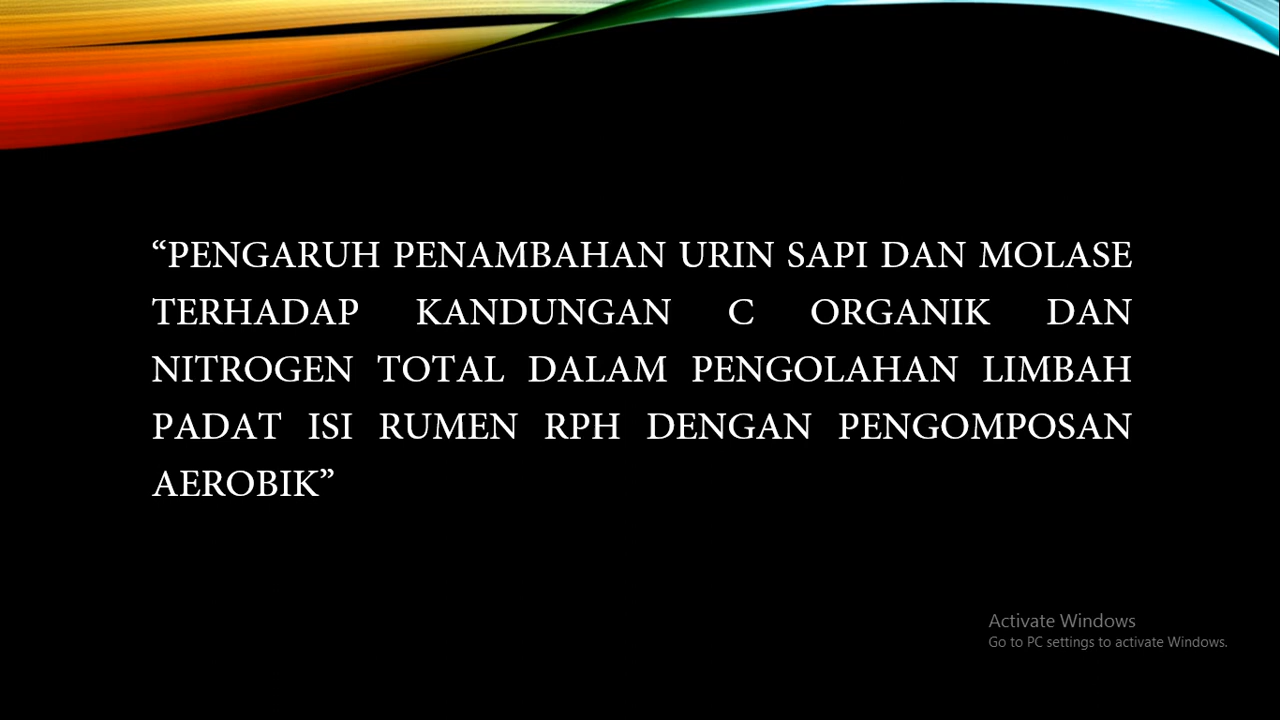 “PENGARUH PENAMBAHAN URIN SAPI DAN MOLASE
TERHADAP KANDUNGAN C ORGANIK DAN
NITROGEN TOTAL DALAM PENGOLAHAN LIMBAH
PADAT ISI RUMEN RPH DENGAN PENGOMPOSAN
AEROBIK”
Activate Windows
Go to PC settings to activate Windows.